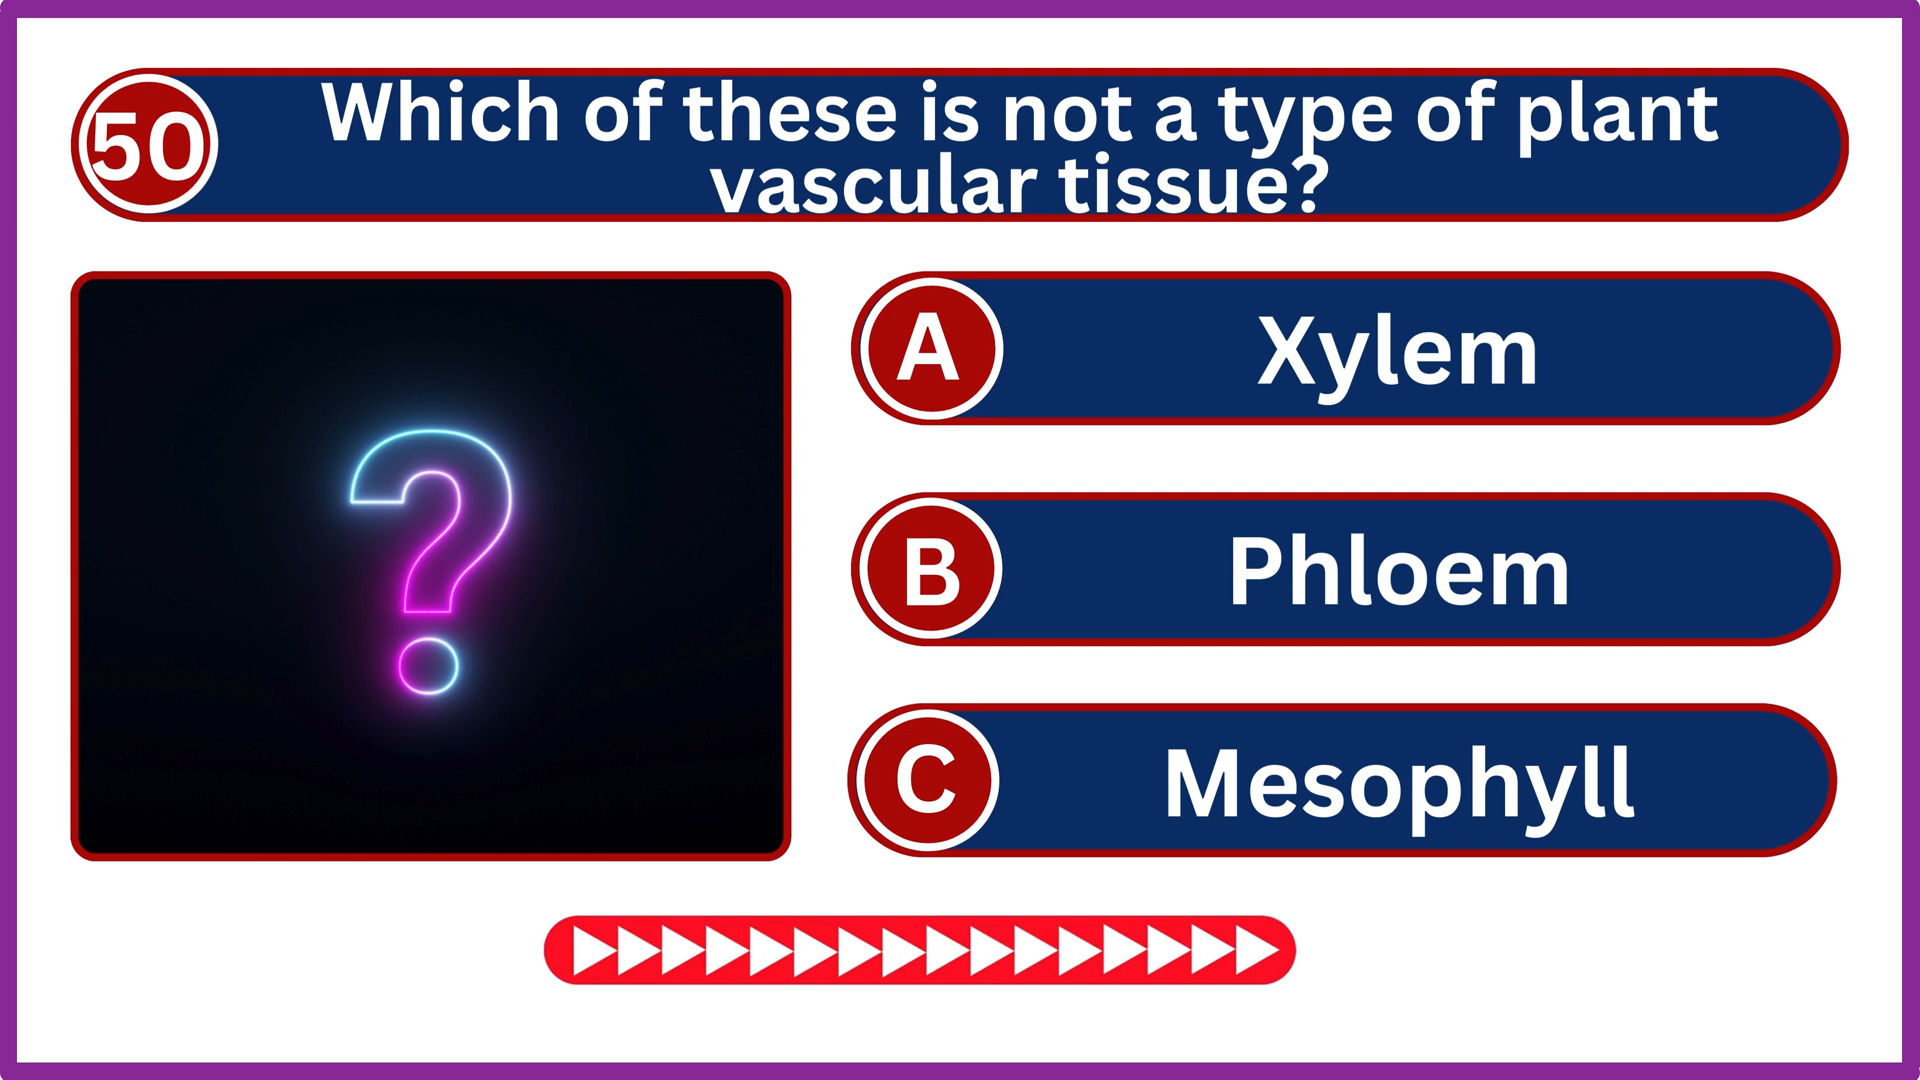 50
Which of these is not a type of plant
vascular tissue?
A
Xylem
B
Phloem
C
Mesophyll